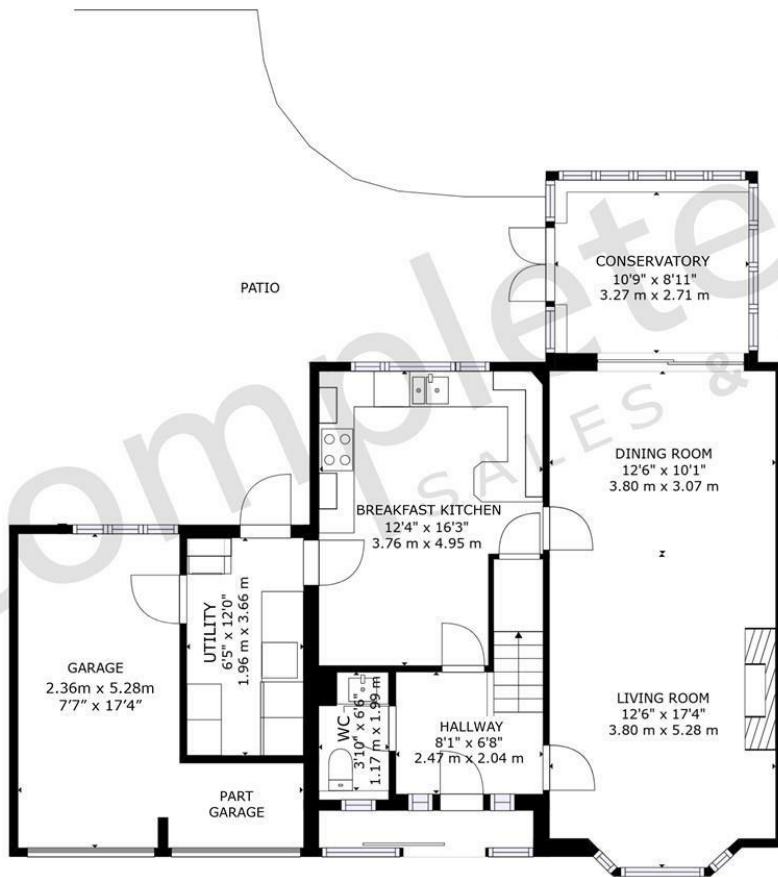 Complete
SALES &
PATIO
CONSERVATORY
10'9" x 8'11"
3.27 m x 2.71 m
DINING ROOM
12'6" x 10'1"
3.80 m x 3.07 m
BREAKFAST KITCHEN
12'4" x 16'3"
3.76 m x 4.95 m
UTILITY
6'5" x 12'0"
1.96 m x 3.66 m
GARAGE
2.36m x 5.28m
7'7" x 17'4"
LIVING ROOM
12'6" x 17'4"
3.80 m x 5.28 m
WC
3'10" x 6'6"
1.17 m x 1.99 m
HALLWAY
8'1" x 6'8"
2.47 m x 2.04 m
PART
GARAGE